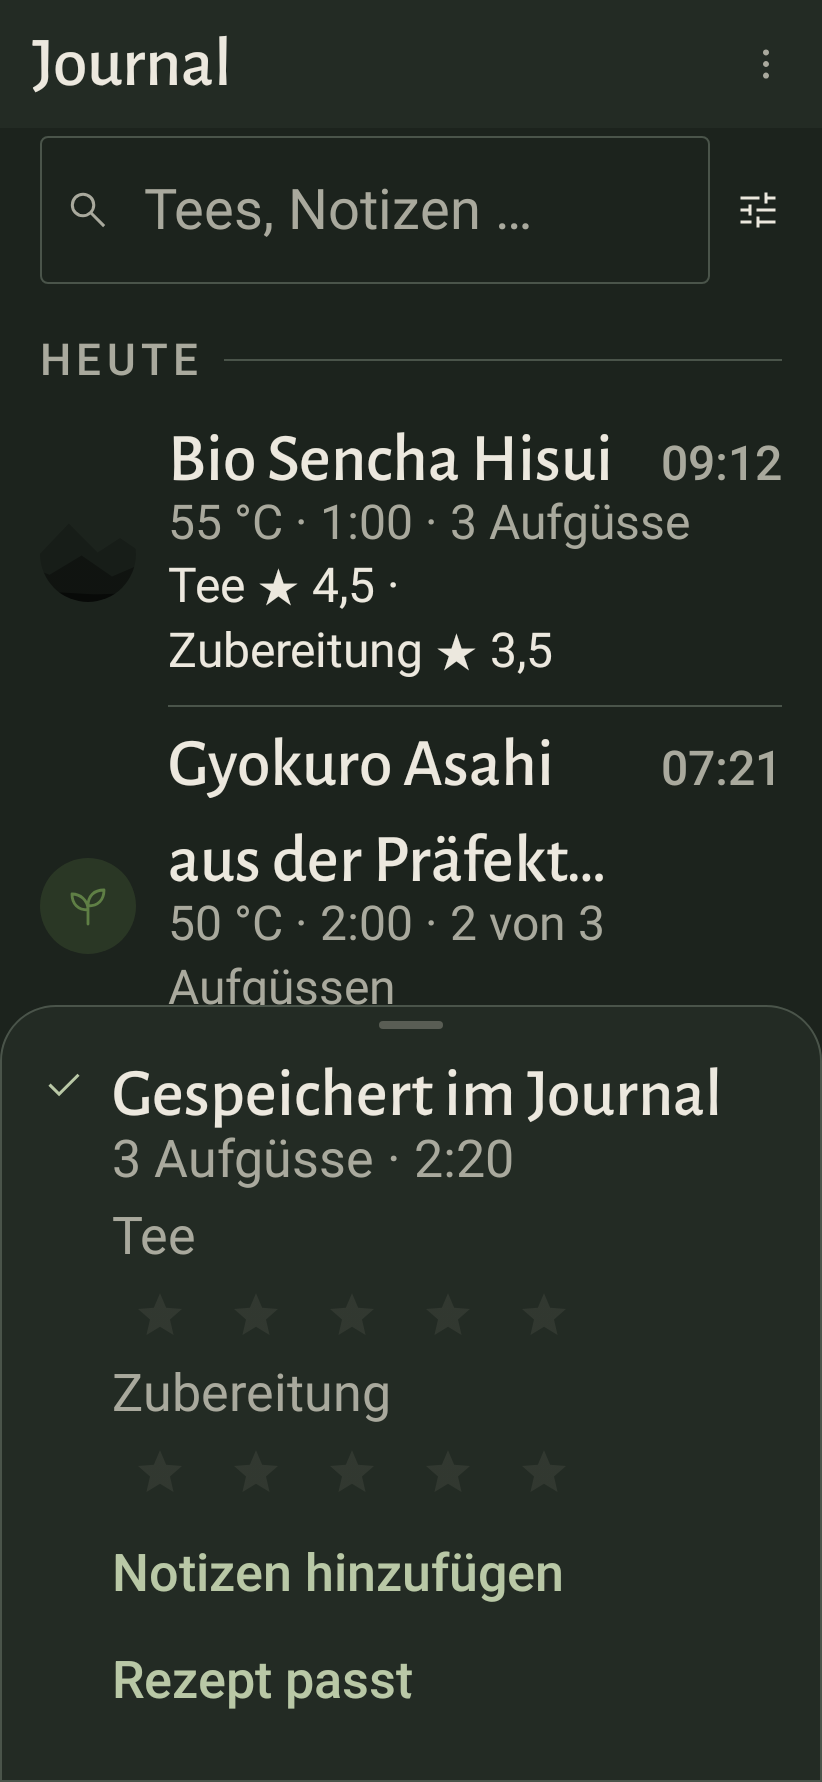 Journal
Tees, Notizen …
HEUTE
Bio Sencha Hisui 09:12
55 °C · 1:00 · 3 Aufgüsse
Tee ★ 4,5 ·
Zubereitung ★ 3,5
Gyokuro Asahi 07:21
aus der Präfekt…
50 °C · 2:00 · 2 von 3
Aufgüssen
Gespeichert im Journal
3 Aufgüsse · 2:20
Tee
Zubereitung
Notizen hinzufügen
Rezept passt